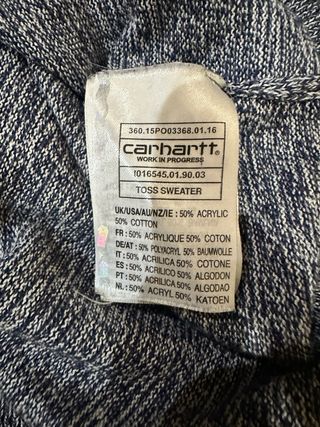 360.15PO03368.01.16
carhartt
WORK IN PROGRESS
I016545.01.90.03
TOSS SWEATER
UK/USA/AU/NZ/IE : 50% ACRYLIC
50% COTTON
FR : 50% ACRYLIQUE 50% COTON
DE/AT: 50% POLYACRYL 50% BAUMWOLLE
IT : 50% ACRILICA 50% COTONE
ES : 50% ACRILICO 50% ALGODON
PT : 50% ACRILICA 50% ALGODAO
NL : 50% ACRYL 50% KATOEN